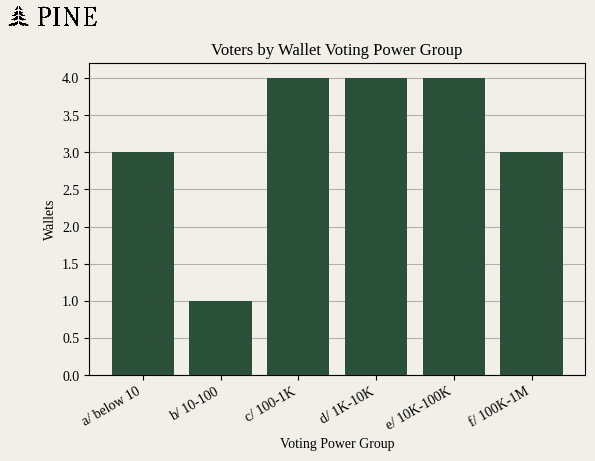 PINE
Voters by Wallet Voting Power Group
4.0
3.5
3.0
2.5
2.0
1.5
1.0
0.5
0.0
Wallets
a/ below 10
b/ 10-100
c/ 100-1K
d/ 1K-10K
e/ 10K-100K
f/ 100K-1M
Voting Power Group